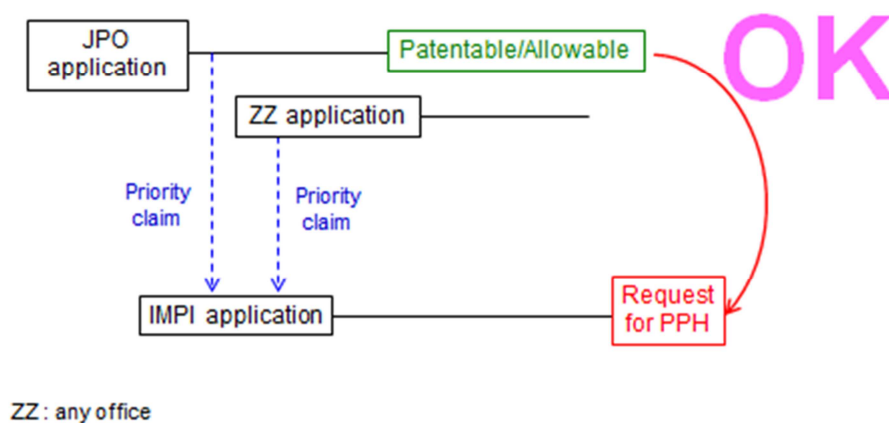 JPO
application
Patentable/Allowable
OK
ZZ application
Priority
claim
Priority
claim
IMPI application
Request
for PPH
ZZ : any office